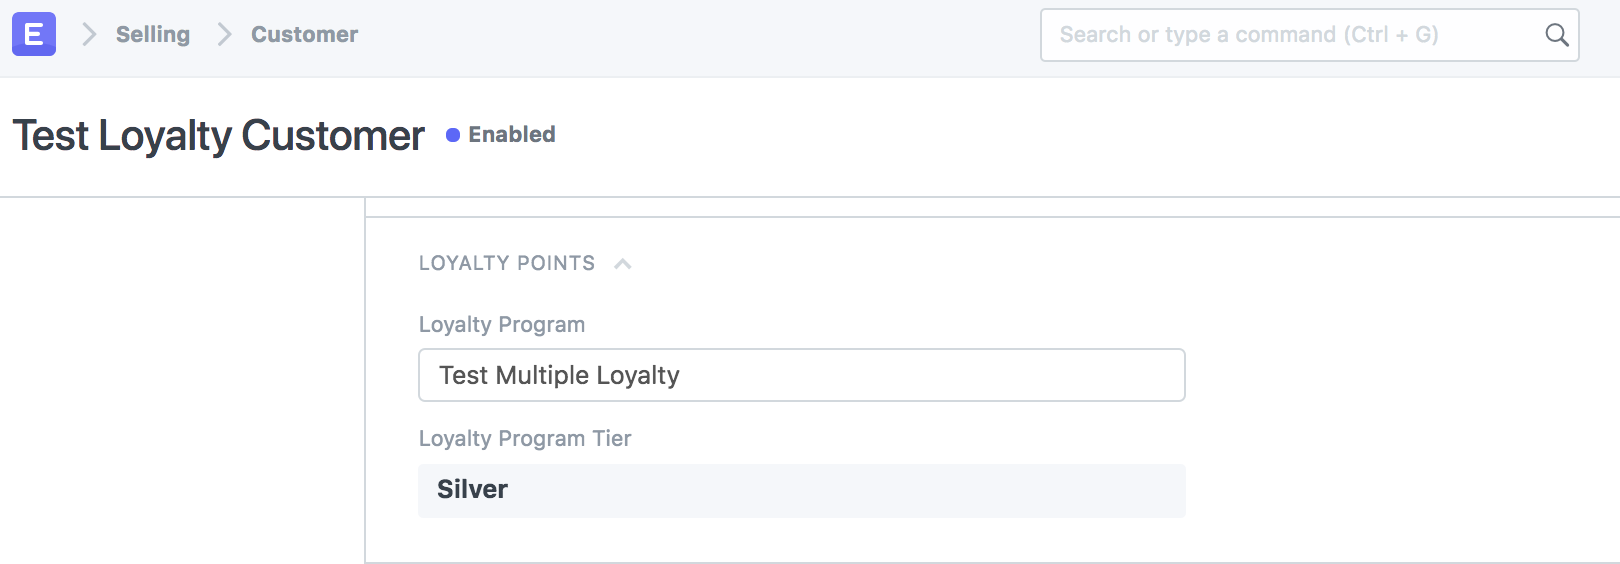 E Selling Customer Search or type a command (Ctrl + G)
Test Loyalty Customer Enabled
LOYALTY POINTS
Loyalty Program
Test Multiple Loyalty
Loyalty Program Tier
Silver